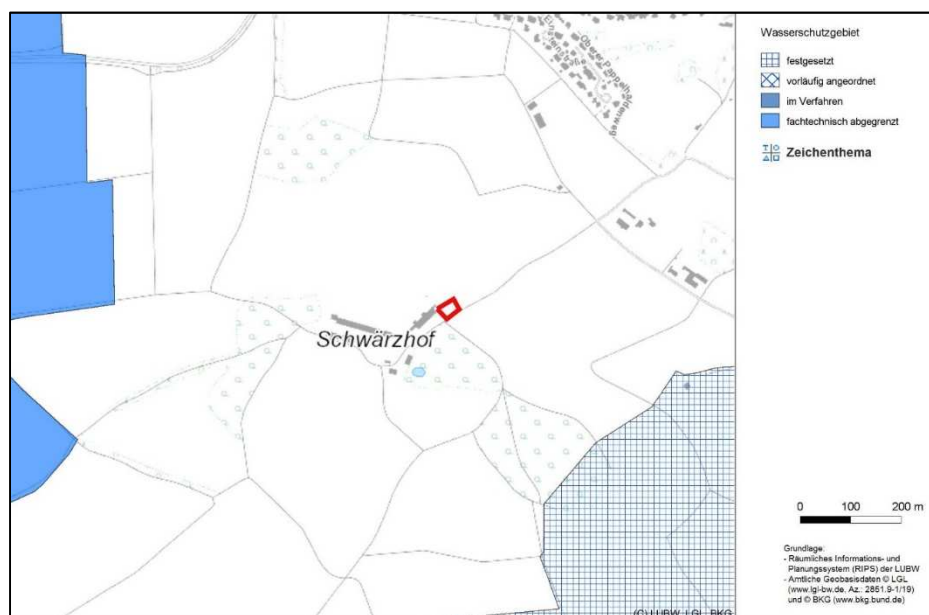 Oberer Pappelhaldenweg
Schwärzhof
(C) LUBW, LGL, BKG
Wasserschutzgebiet
festgesetzt
vorläufig angeordnet
im Verfahren
fachtechnisch abgegrenzt
Zeichenthema
0 100 200 m
Grundlage:
- Räumliches Informations- und
Planungssystem (RIPS) der LUBW
- Amtliche Geobasisdaten © LGL
(www.lgl-bw.de, Az.: 2851.9-1/19)
und © BKG (www.bkg.bund.de)